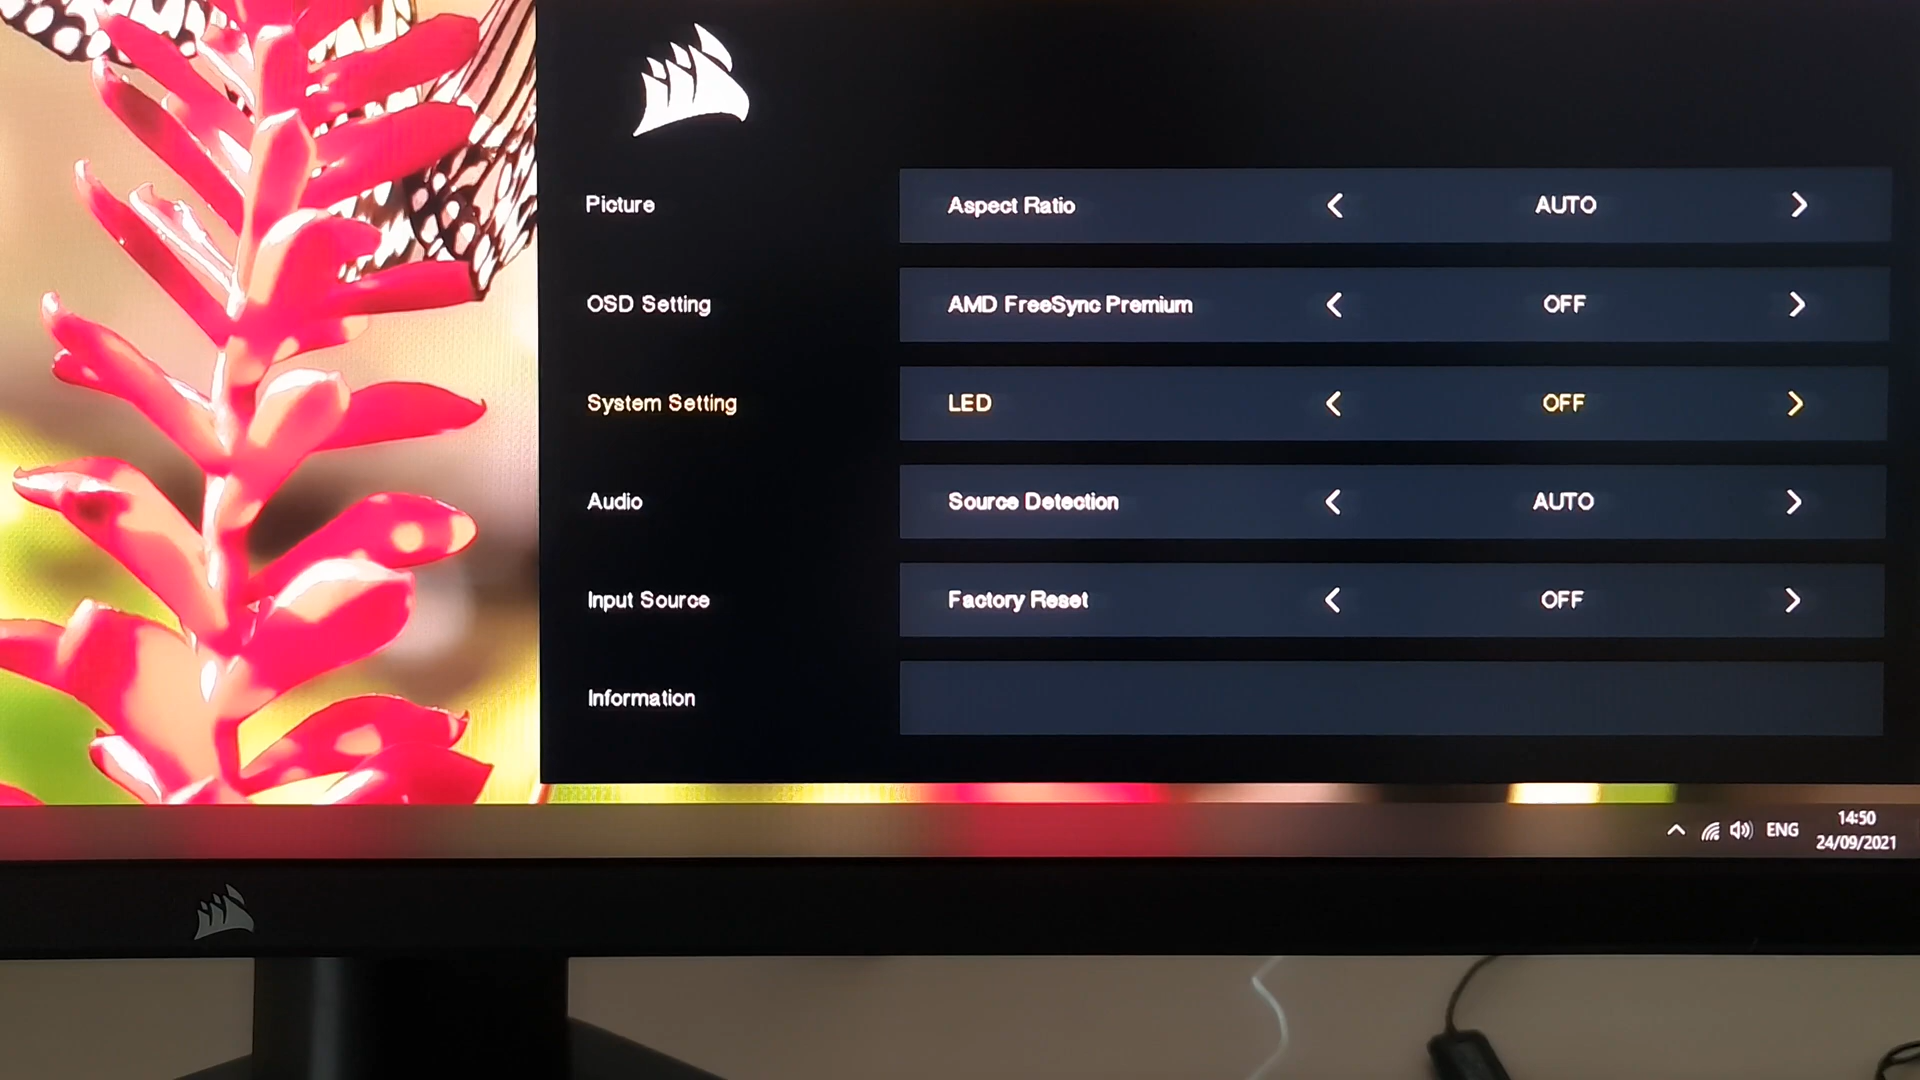 Picture
Aspect Ratio AUTO
OSD Setting
AMD FreeSync Premium OFF
System Setting
LED OFF
Audio
Source Detection AUTO
Input Source
Factory Reset OFF
Information
ENG
14:50
24/09/2021